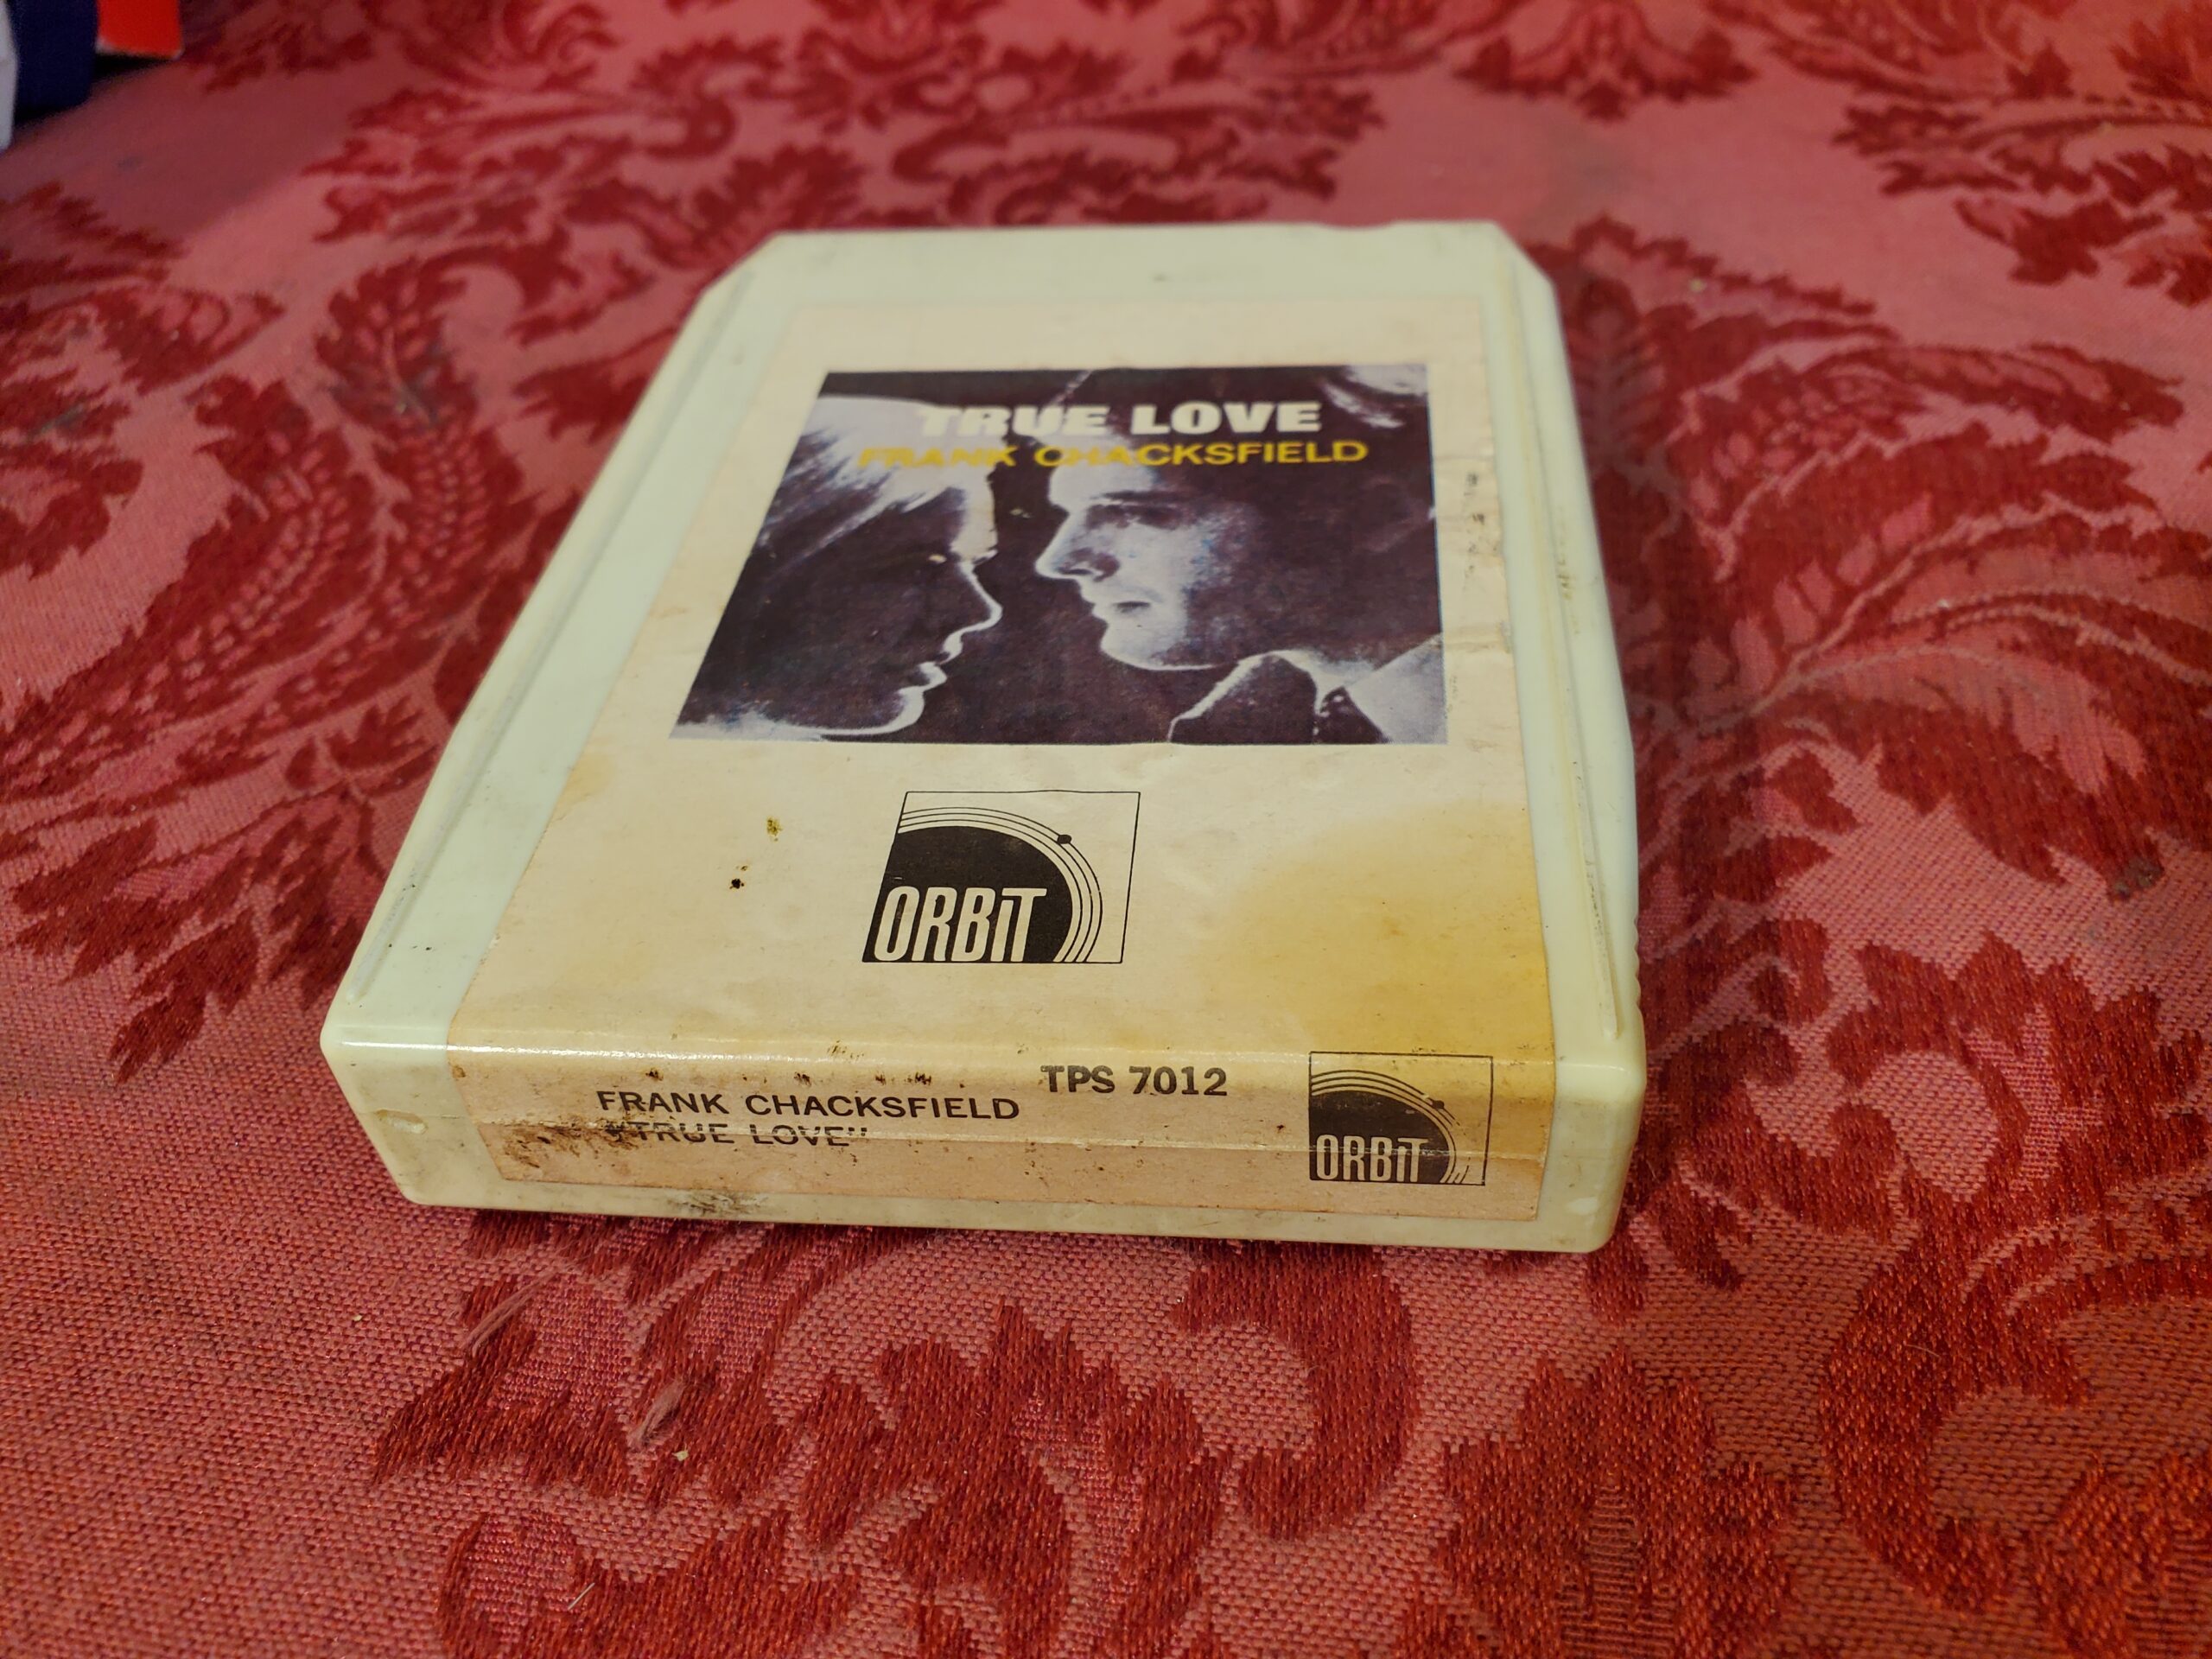 TRUE LOVE
FRANK CHACKSFIELD
ORBiT
FRANK CHACKSFIELD TPS 7012
"TRUE LOVE"
ORBiT